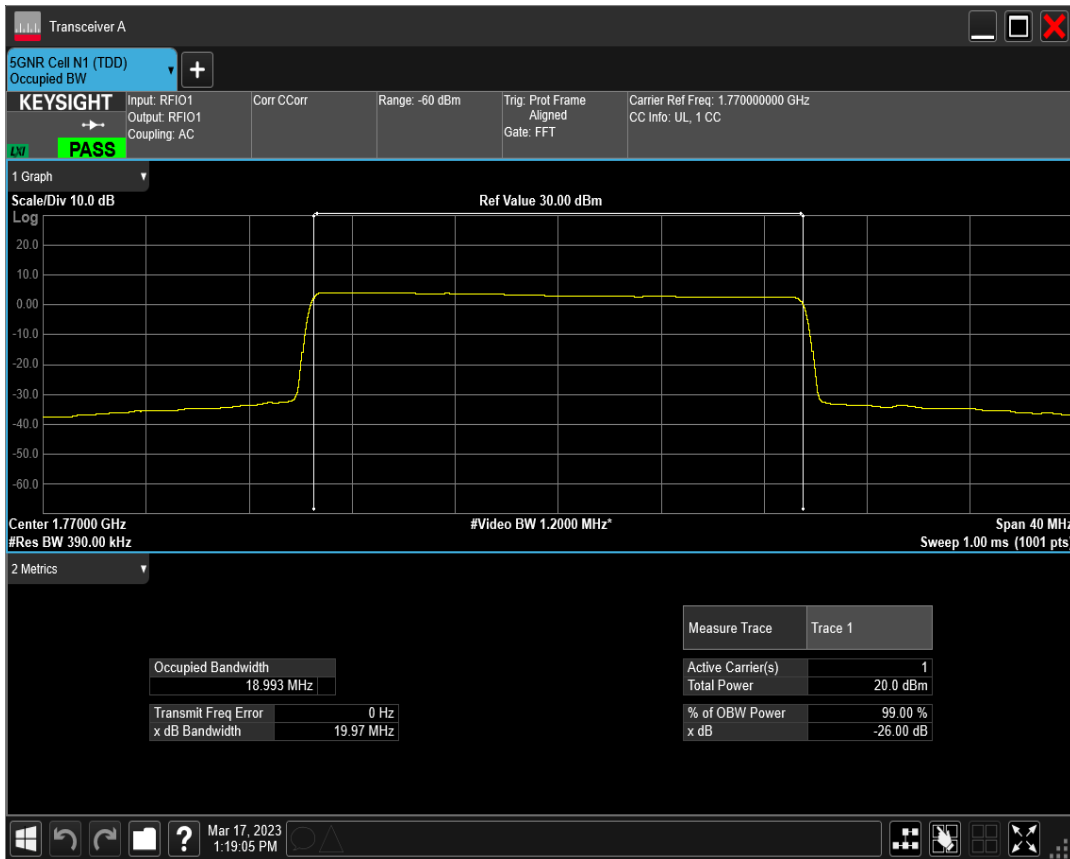 Transceiver A
5GNR Cell N1 (TDD)
Occupied BW
+
KEYSIGHT
LXI
PASS
Input: RFIO1
Output: RFIO1
Coupling: AC
Corr CCorr
Range: -60 dBm
Trig: Prot Frame
Aligned
Gate: FFT
Carrier Ref Freq: 1.770000000 GHz
CC Info: UL, 1 CC
1 Graph
Scale/Div 10.0 dB
Ref Value 30.00 dBm
Log
20.0
10.0
0.00
-10.0
-20.0
-30.0
-40.0
-50.0
-60.0
Center 1.77000 GHz
#Video BW 1.2000 MHz*
Span 40 MHz
#Res BW 390.00 kHz
Sweep 1.00 ms (1001 pts)
2 Metrics
Measure Trace Trace 1
Occupied Bandwidth
18.993 MHz
Active Carrier(s) 1
Total Power 20.0 dBm
Transmit Freq Error 0 Hz
x dB Bandwidth 19.97 MHz
% of OBW Power 99.00 %
x dB -26.00 dB
?
Mar 17, 2023
1:19:05 PM